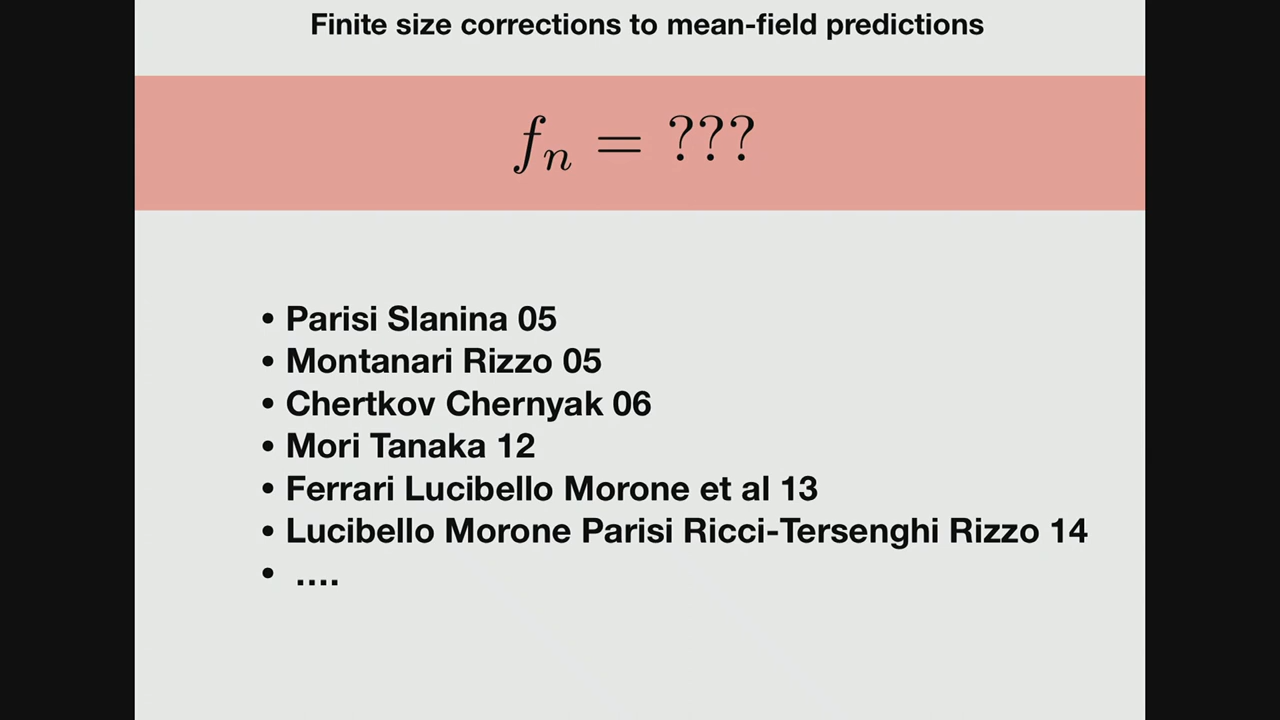 Finite size corrections to mean-field predictions
fₙ = ???
• Parisi Slanina 05
• Montanari Rizzo 05
• Chertkov Chernyak 06
• Mori Tanaka 12
• Ferrari Lucibello Morone et al 13
• Lucibello Morone Parisi Ricci-Tersenghi Rizzo 14
• ....